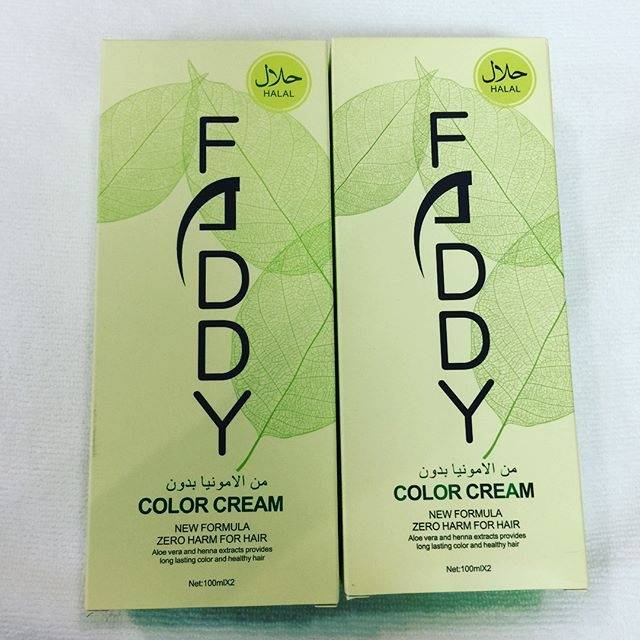 حلال
HALAL
FADDY
من الامونيا بدون
COLOR CREAM
NEW FORMULA
ZERO HARM FOR HAIR
Aloe vera and henna extracts provides
long lasting color and healthy hair
Net:100mlX2
حلال
HALAL
FADDY
من الامونيا بدون
COLOR CREAM
NEW FORMULA
ZERO HARM FOR HAIR
Aloe vera and henna extracts provides
long lasting color and healthy hair
Net:100mlX2